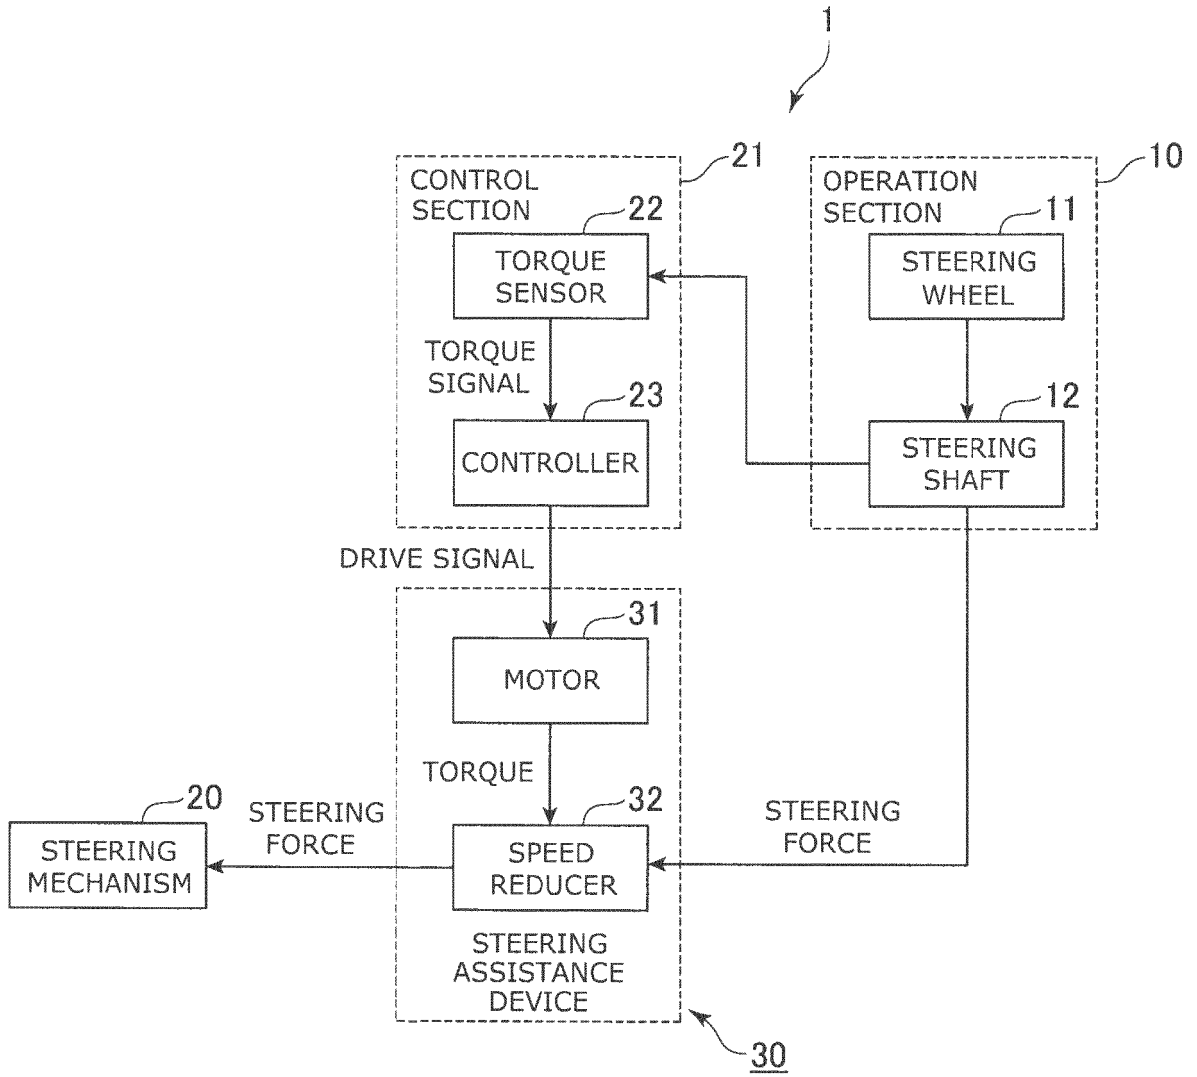 1
21
10
CONTROL
SECTION
OPERATION
SECTION
22
11
TORQUE
SENSOR
STEERING
WHEEL
TORQUE
SIGNAL
23
12
CONTROLLER
STEERING
SHAFT
DRIVE SIGNAL
31
MOTOR
TORQUE
20
STEERING
FORCE
32
STEERING
FORCE
STEERING
MECHANISM
SPEED
REDUCER
STEERING
ASSISTANCE
DEVICE
30